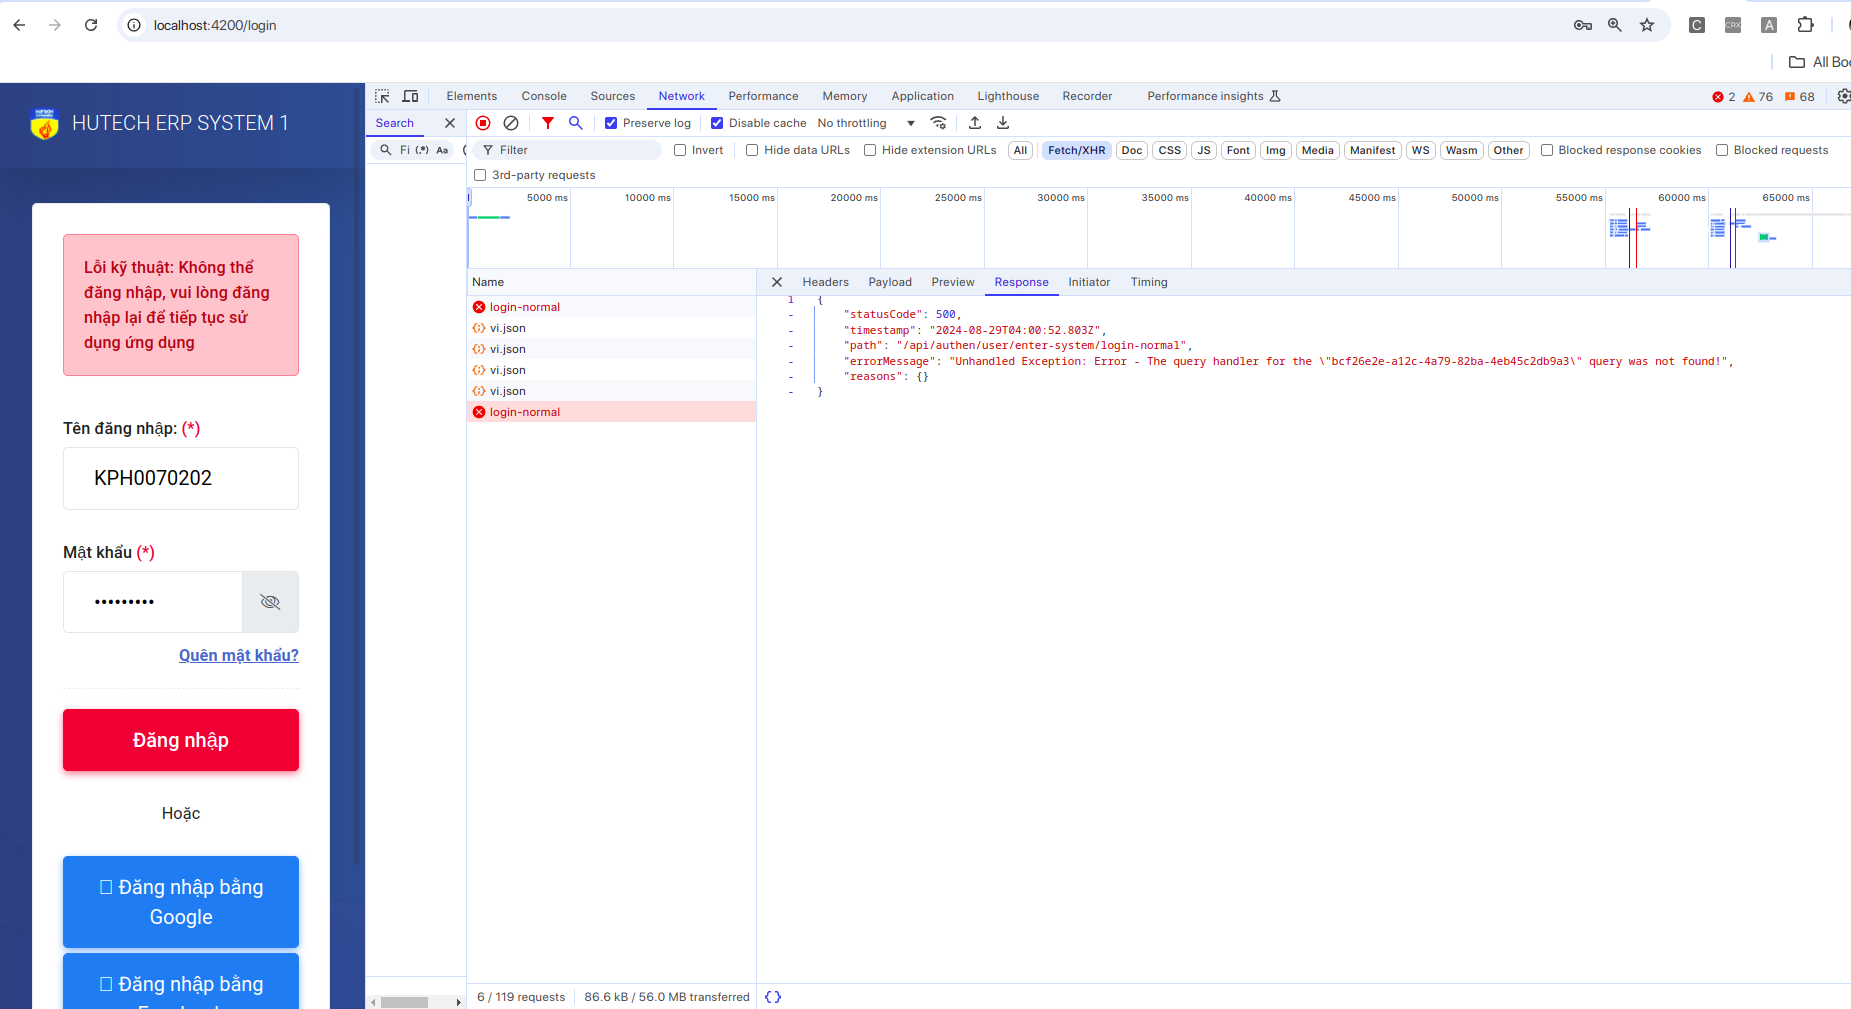 localhost:4200/login
C
CRX
A
All Boo
HUTECH ERP SYSTEM 1
Lỗi kỹ thuật: Không thể
đăng nhập, vui lòng đăng
nhập lại để tiếp tục sử
dụng ứng dụng
Tên đăng nhập: (*)
KPH0070202
Mật khẩu (*)
•••••••••
Quên mật khẩu?
Đăng nhập
Hoặc
Đăng nhập bằng
Google
Đăng nhập bằng
Elements Console Sources Network Performance Memory Application Lighthouse Recorder Performance insights 2 76 68
Search
Preserve log Disable cache No throttling
Fi (.*) Aa
Filter Invert Hide data URLs Hide extension URLs All Fetch/XHR Doc CSS JS Font Img Media Manifest WS Wasm Other Blocked response cookies Blocked requests
3rd-party requests
5000 ms 10000 ms 15000 ms 20000 ms 25000 ms 30000 ms 35000 ms 40000 ms 45000 ms 50000 ms 55000 ms 60000 ms 65000 ms
Name
login-normal
vi.json
vi.json
vi.json
vi.json
login-normal
Headers Payload Preview Response Initiator Timing
1 {
- "statusCode": 500,
- "timestamp": "2024-08-29T04:00:52.803Z",
- "path": "/api/authen/user/enter-system/login-normal",
- "errorMessage": "Unhandled Exception: Error - The query handler for the \"bcf26e2e-a12c-4a79-82ba-4eb45c2db9a3\" query was not found!",
- "reasons": {}
- }
6 / 119 requests 86.6 kB / 56.0 MB transferred {}